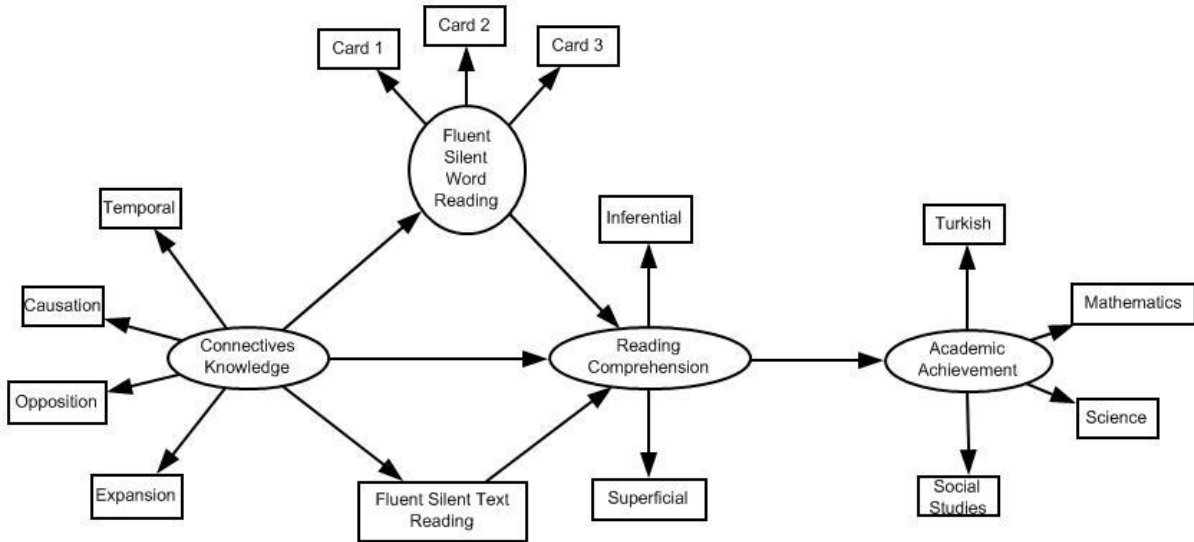 Card 1
Card 2
Card 3
Fluent
Silent
Word
Reading
Temporal
Inferential
Turkish
Causation
Mathematics
Connectives
Knowledge
Reading
Comprehension
Academic
Achievement
Opposition
Science
Expansion
Fluent Silent Text
Reading
Superficial
Social
Studies